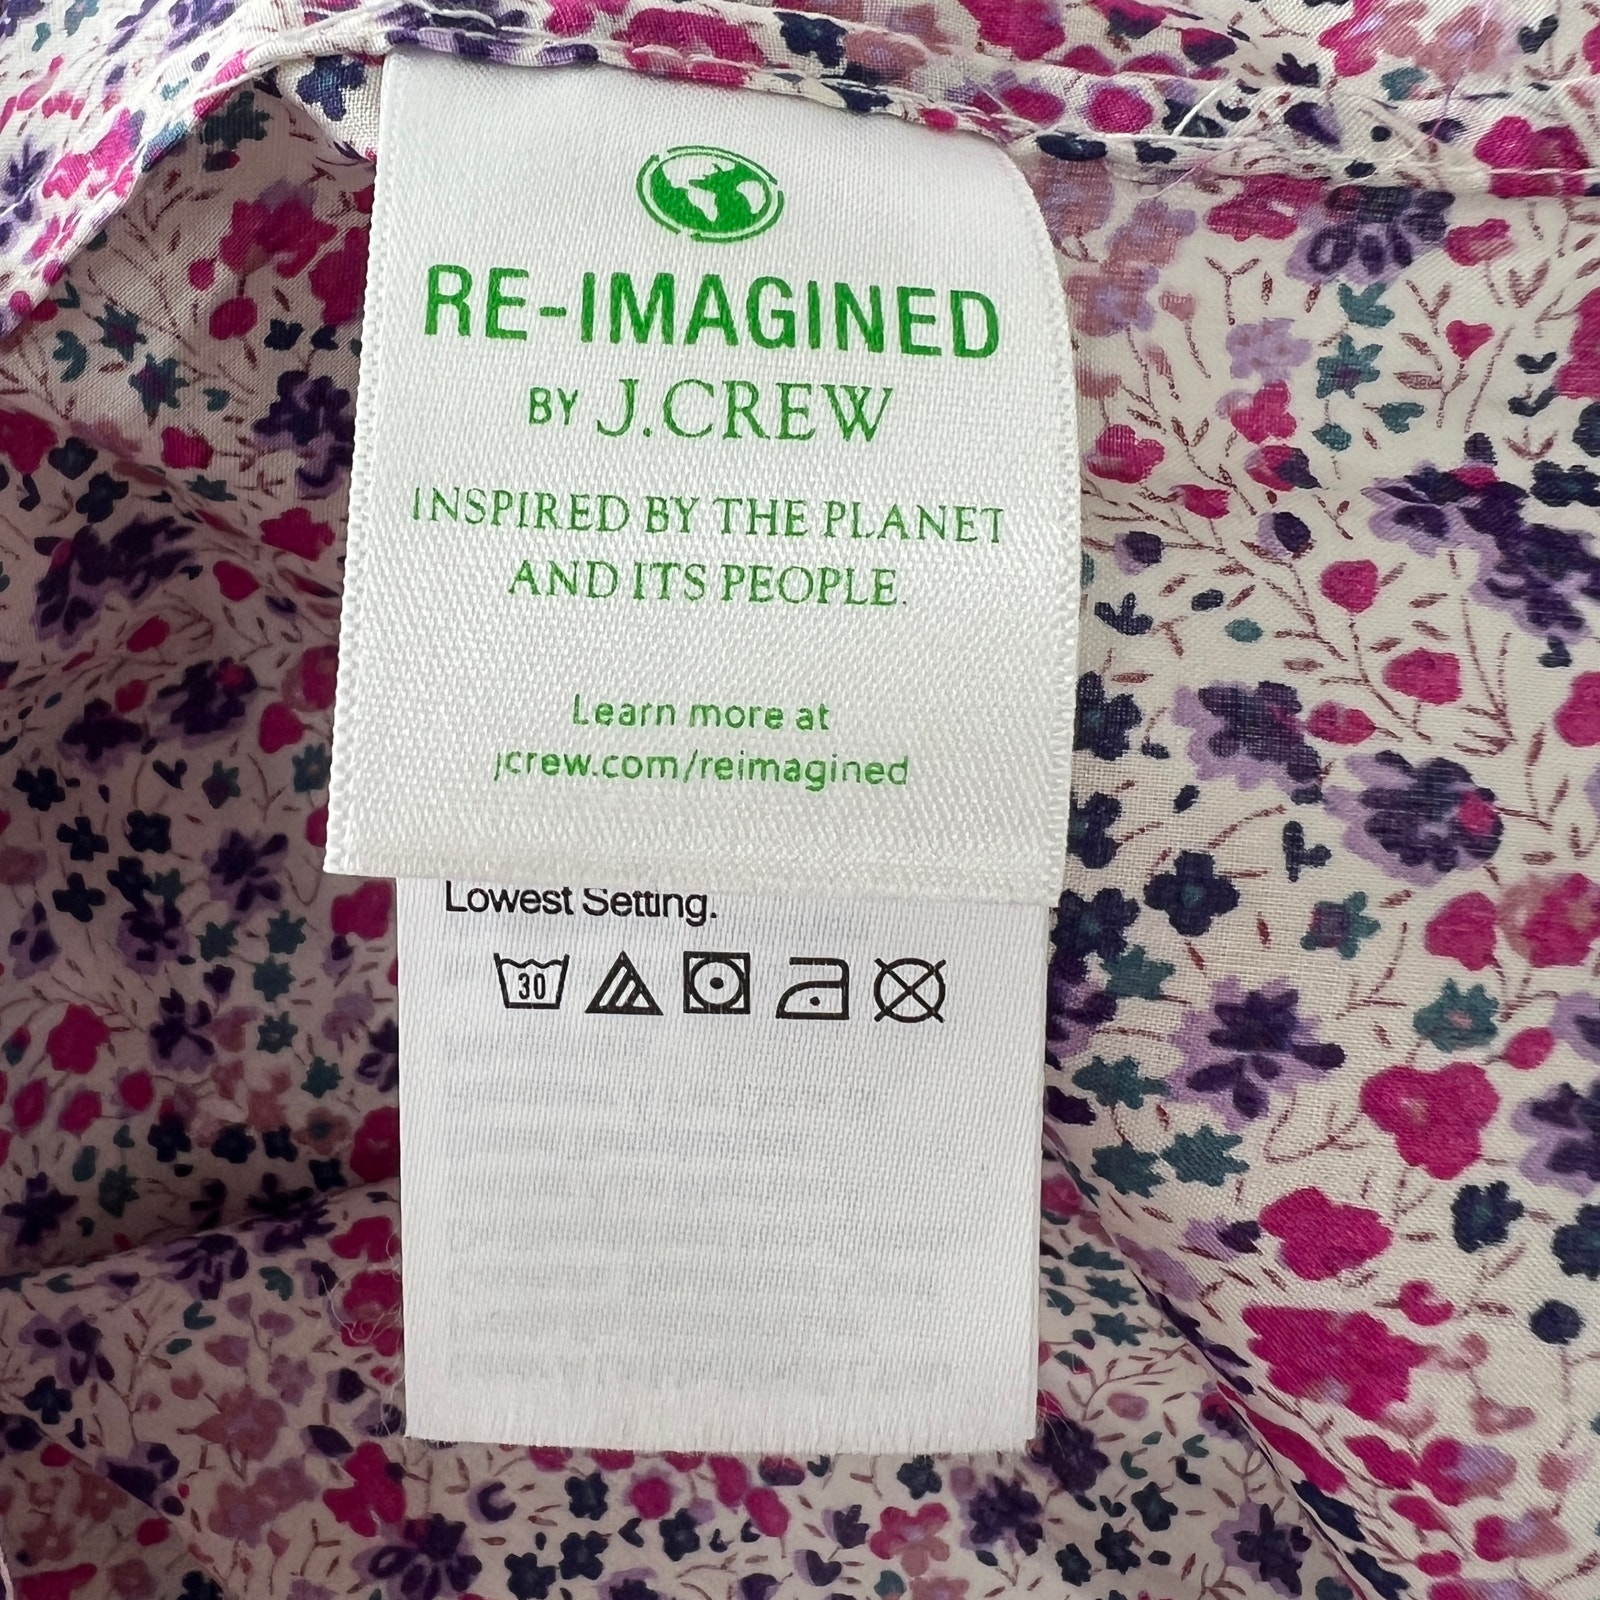 RE-IMAGINED
BY J.CREW
INSPIRED BY THE PLANET
AND ITS PEOPLE.
Learn more at
jcrew.com/reimagined
Lowest Setting.
30